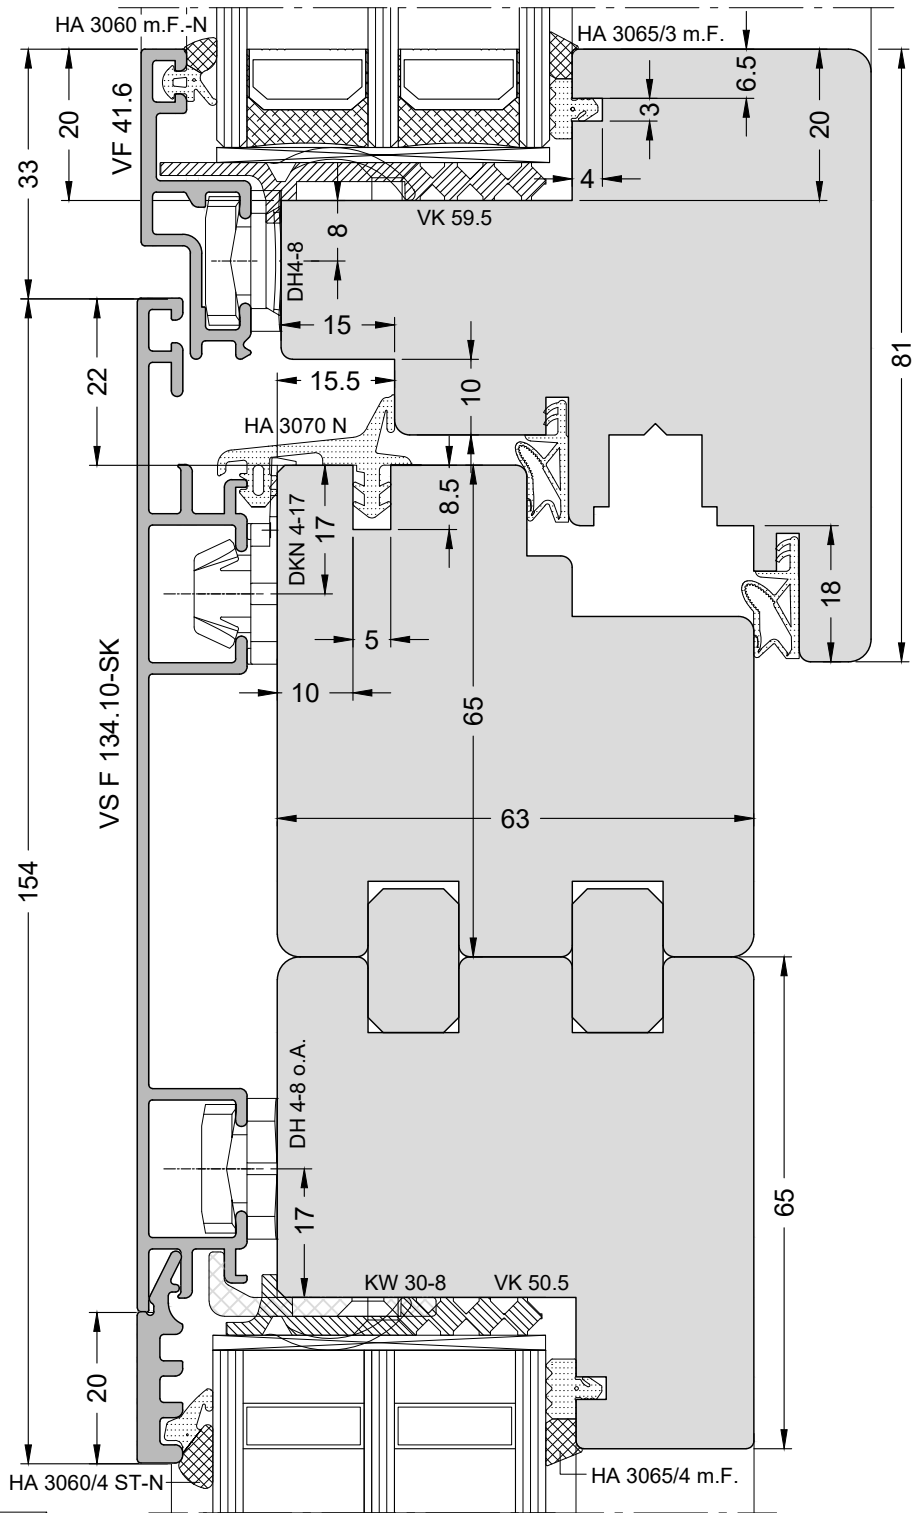 HA 3060 m.F.-N
HA 3065/3 m.F.
VF 41.6
20
33
6.5
3
20
4
81
VK 59.5
8
DH4-8
15
22
15.5
10
HA 3070 N
8.5
17
DKN 4-17
18
5
10
65
VS F 134.10-SK
63
154
DH 4-8 o.A.
17
65
KW 30-8
VK 50.5
20
HA 3060/4 ST-N
HA 3065/4 m.F.